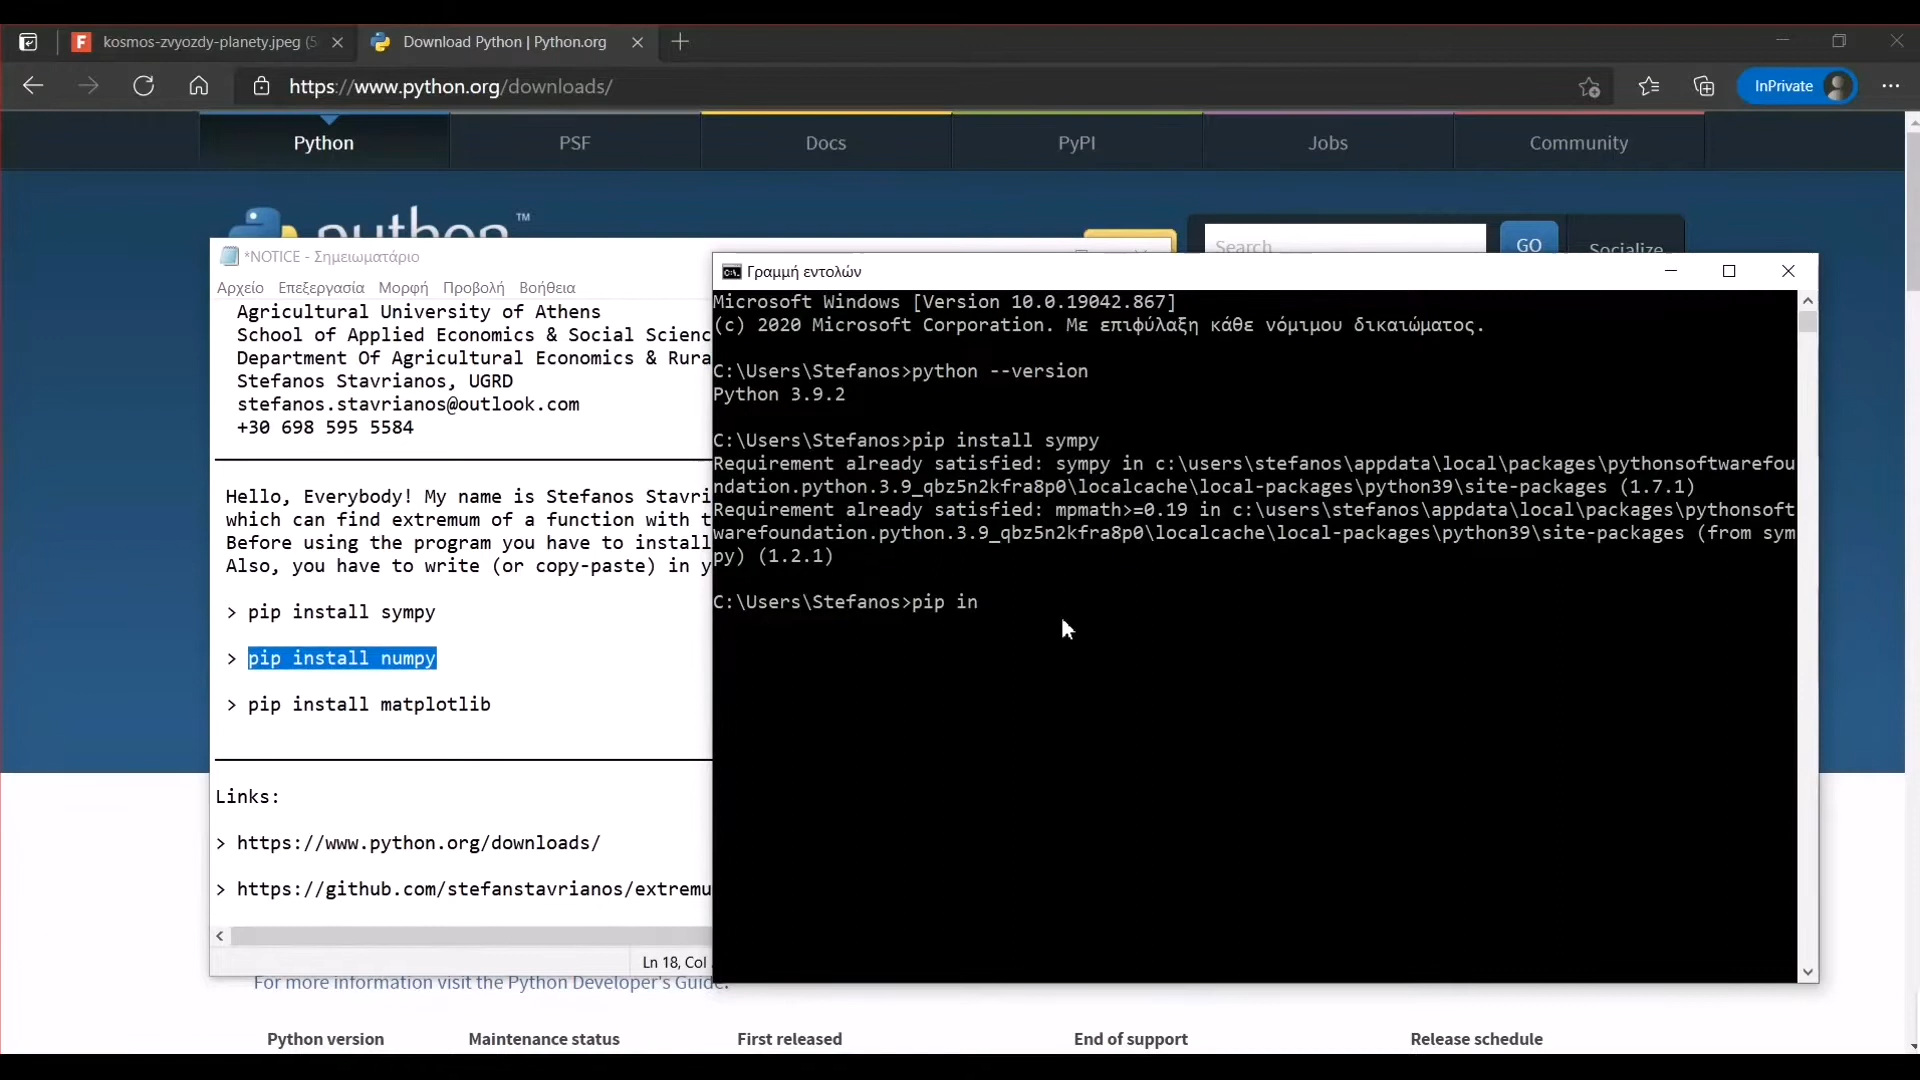 kosmos-zvyozdy-planety.jpeg (5
Download Python | Python.org
https://www.python.org/downloads/
InPrivate
Python
PSF
Docs
PyPI
Jobs
Community
python™
Search
GO
Socialize
*NOTICE - Σημειωματάριο
Αρχείο Επεξεργασία Μορφή Προβολή Βοήθεια
Agricultural University of Athens
School of Applied Economics & Social Scienc
Department Of Agricultural Economics & Rura
Stefanos Stavrianos, UGRD
stefanos.stavrianos@outlook.com
+30 698 595 5584
Hello, Everybody! My name is Stefanos Stavri
which can find extremum of a function with t
Before using the program you have to install
Also, you have to write (or copy-paste) in y
> pip install sympy
> pip install numpy
> pip install matplotlib
Links:
> https://www.python.org/downloads/
> https://github.com/stefanstavrianos/extremu
Ln 18, Col
Γραμμή εντολών
Microsoft Windows [Version 10.0.19042.867]
(c) 2020 Microsoft Corporation. Με επιφύλαξη κάθε νόμιμου δικαιώματος.
C:\Users\Stefanos>python --version
Python 3.9.2
C:\Users\Stefanos>pip install sympy
Requirement already satisfied: sympy in c:\users\stefanos\appdata\local\packages\pythonsoftwarefou
ndation.python.3.9_qbz5n2kfra8p0\localcache\local-packages\python39\site-packages (1.7.1)
Requirement already satisfied: mpmath>=0.19 in c:\users\stefanos\appdata\local\packages\pythonsoft
warefoundation.python.3.9_qbz5n2kfra8p0\localcache\local-packages\python39\site-packages (from sym
py) (1.2.1)
C:\Users\Stefanos>pip in
For more information visit the Python Developer's Guide.
Python version
Maintenance status
First released
End of support
Release schedule